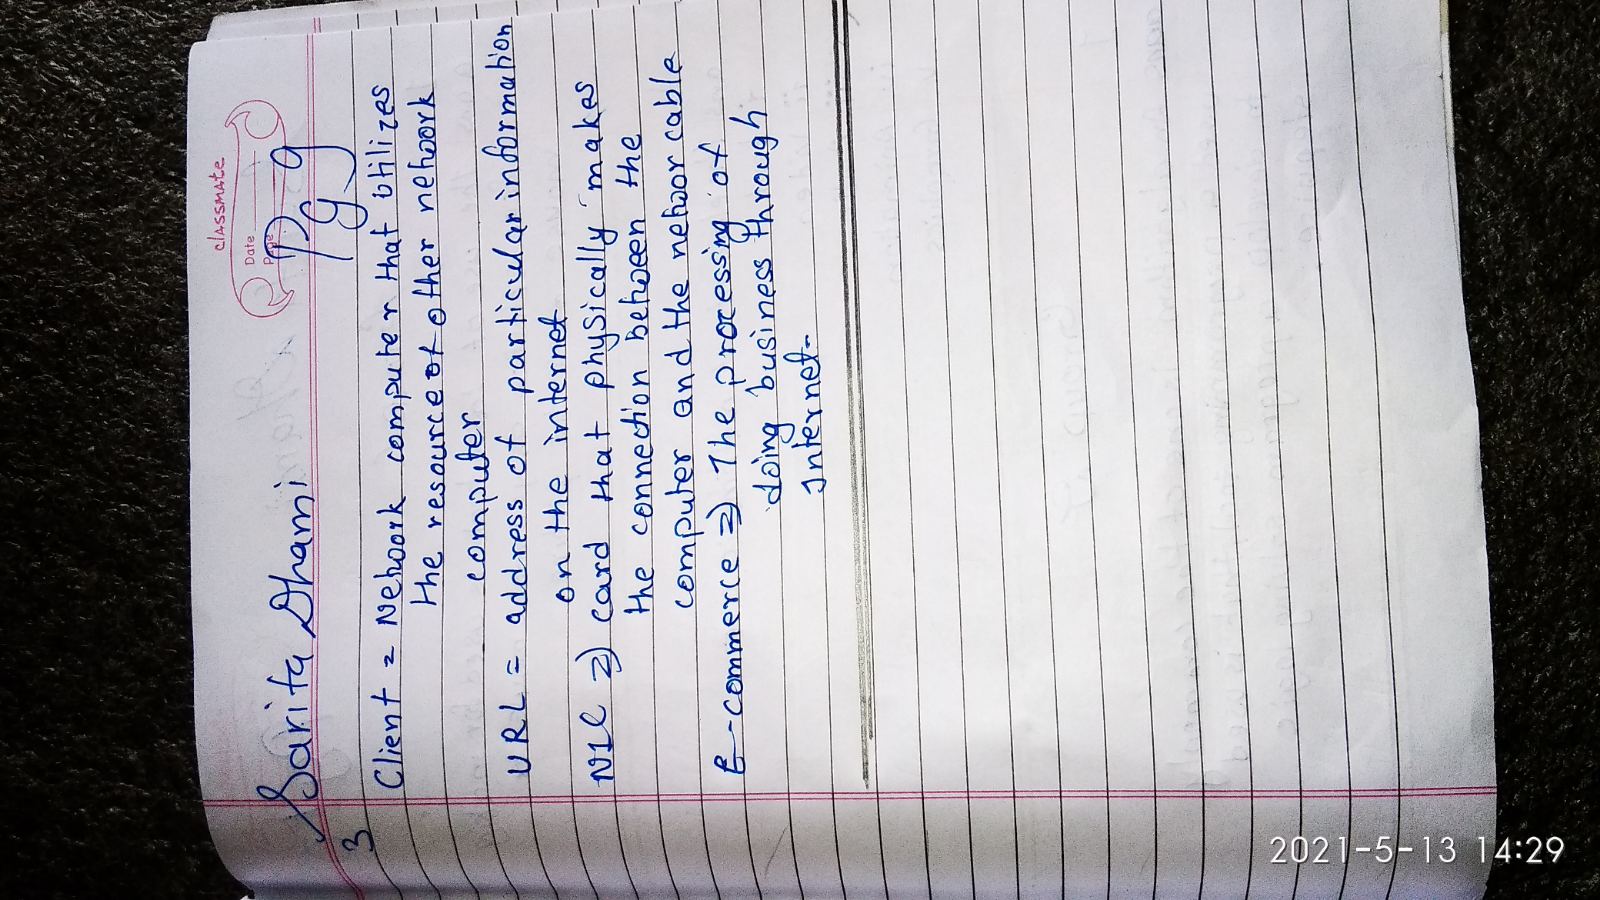 classmate
Date
Page
Pg 9
Sarita Dhami
3
Client = Network computer that utilizes
the resource of other network
computer
URL = address of particular information
on the internet
NIC => card that physically makes
the connection between the
computer and the networ cable
E-commerce => The processing of
doing business through
Internet.
2021-5-13 14:29